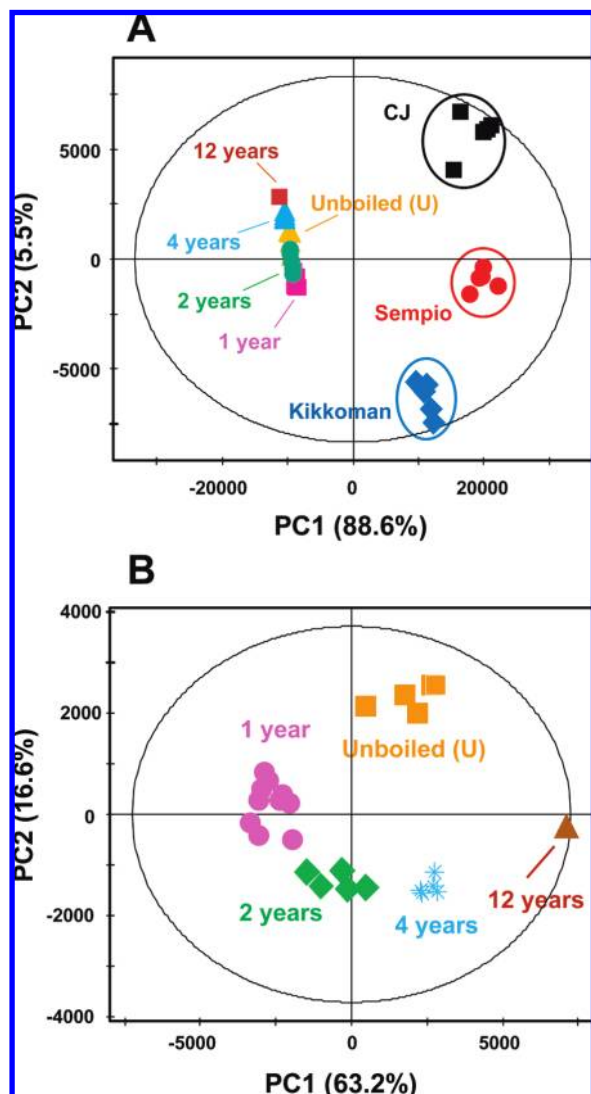 A
CJ
12 years
Unboiled (U)
4 years
2 years
1 year
Sempio
Kikkoman
5000
0
-5000
PC2 (5.5%)
-20000
0
20000
PC1 (88.6%)
B
4000
2000
0
-2000
-4000
PC2 (16.6%)
1 year
Unboiled (U)
2 years
4 years
12 years
-5000
0
5000
PC1 (63.2%)